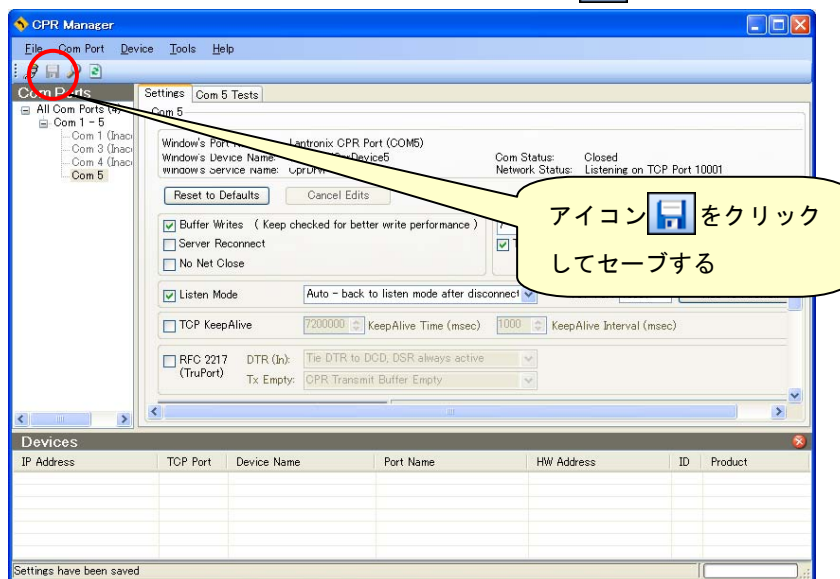 CPR Manager
File Com Port Device Tools Help
Com Ports
Settings Com 5 Tests
All Com Ports (4)
Com 1 - 5
Com 1 (Inac
Com 3 (Inac
Com 4 (Inac
Com 5
Com 5
Window's Port Lantronix CPR Port (COM5)
Window's Device Name: Device5 Com Status: Closed
Window's Service Name: Network Status: Listening on TCP Port 10001
Reset to Defaults Cancel Edits
Buffer Writes ( Keep checked for better write performance )
Server Reconnect
No Net Close
アイコン をクリック
してセーブする
Listen Mode Auto - back to listen mode after disconnect
TCP KeepAlive 7200000 KeepAlive Time (msec) 1000 KeepAlive Interval (msec)
RFC 2217 DTR (In): Tie DTR to DCD, DSR always active
(TruPort) Tx Empty: CPR Transmit Buffer Empty
Devices
IP Address TCP Port Device Name Port Name HW Address ID Product
Settings have been saved